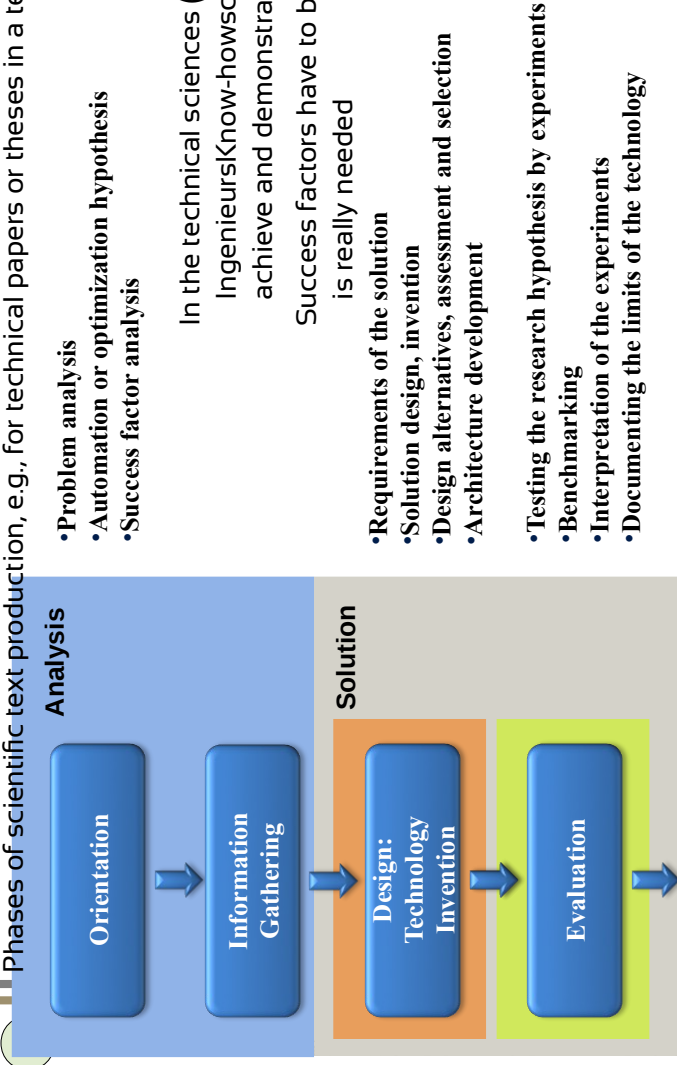 Phases of scientific text production, e.g., for technical papers or theses in a te
Analysis
Orientation
Information
Gathering
•Problem analysis
•Automation or optimization hypothesis
•Success factor analysis
In the technical sciences (
IngenieursKnow-howsc
achieve and demonstra
Success factors have to b
is really needed
Solution
Design:
Technology
Invention
•Requirements of the solution
•Solution design, invention
•Design alternatives, assessment and selection
•Architecture development
Evaluation
•Testing the research hypothesis by experiments
•Benchmarking
•Interpretation of the experiments
•Documenting the limits of the technology